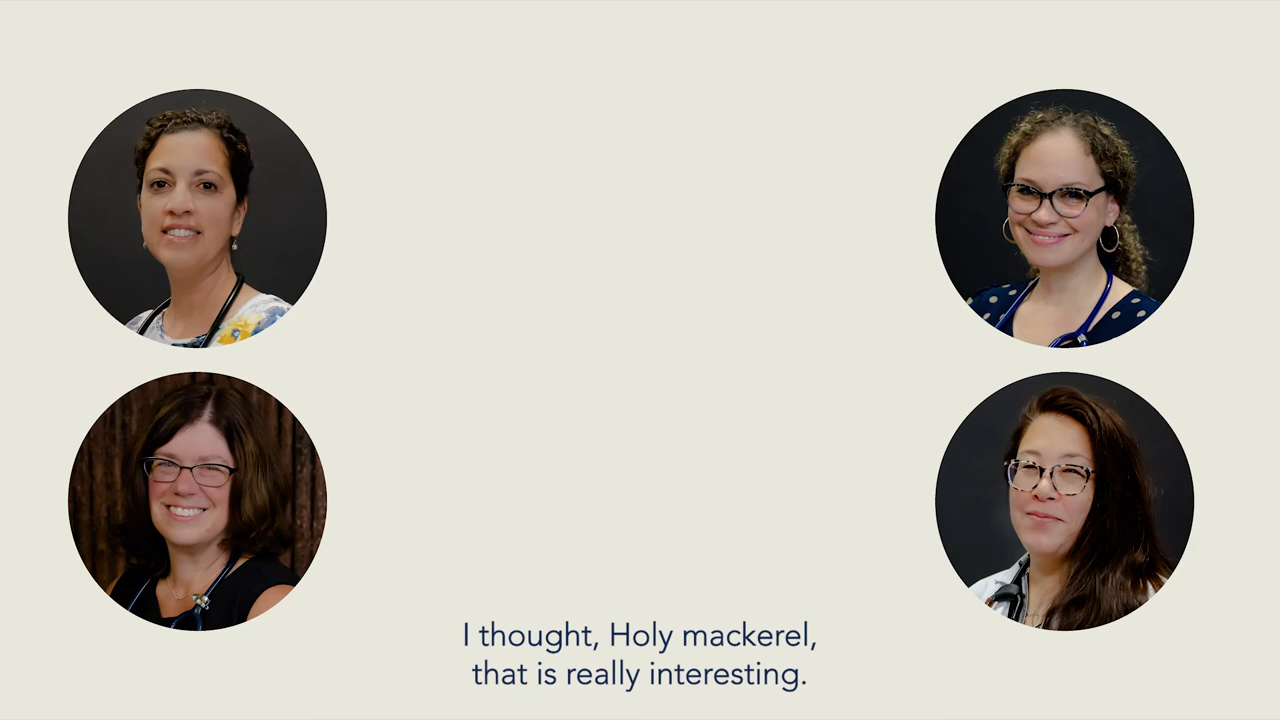 I thought, Holy mackerel,
that is really interesting.